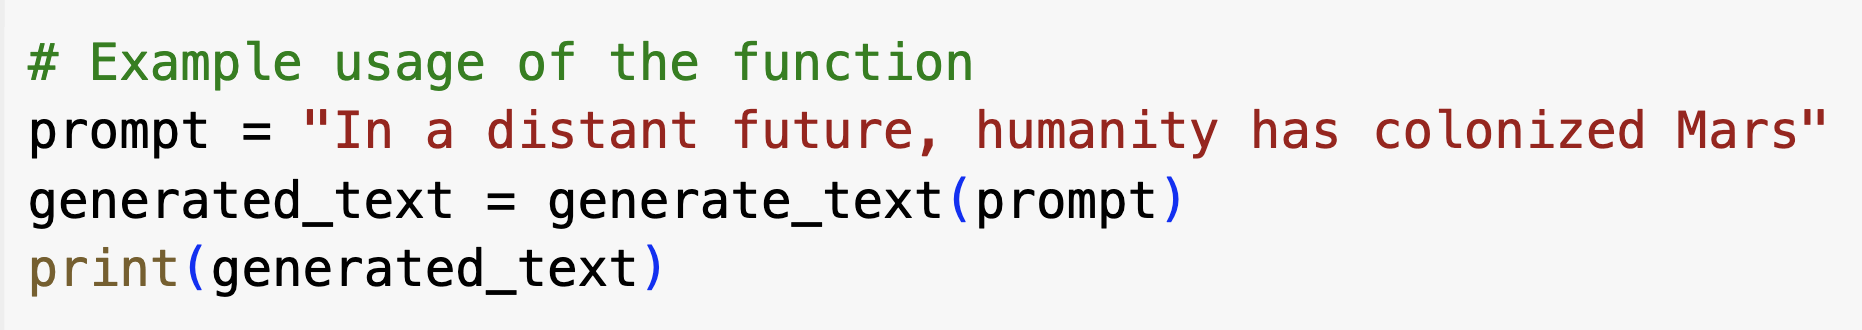 # Example usage of the function
prompt = "In a distant future, humanity has colonized Mars"
generated_text = generate_text(prompt)
print(generated_text)